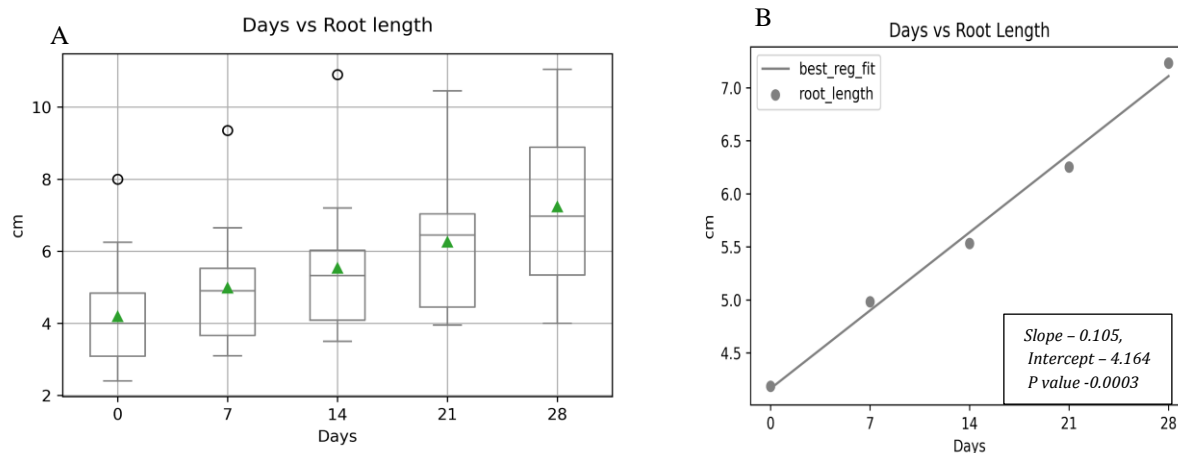 A
Days vs Root length
cm
10
8
6
4
2
0 7 14 21 28
Days
B
Days vs Root Length
best_reg_fit
root_length
cm
7.0
6.5
6.0
5.5
5.0
4.5
Slope – 0.105,
Intercept – 4.164
P value -0.0003
0 7 14 21 28
Days